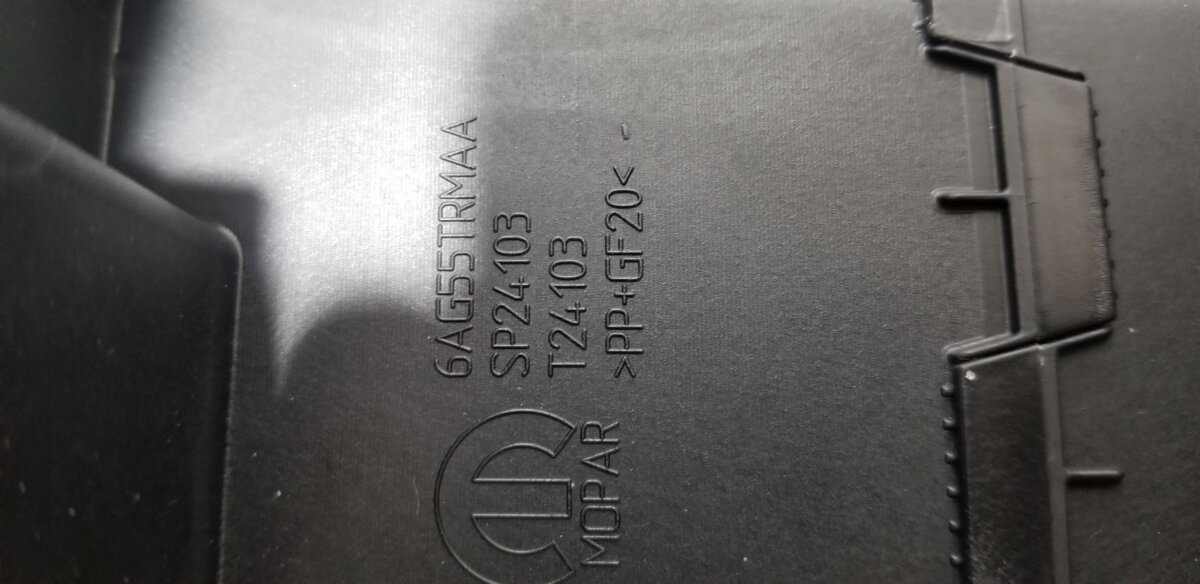 6AG55TRMAA
SP24103
T24103
>PP+GF20< -
MOPAR